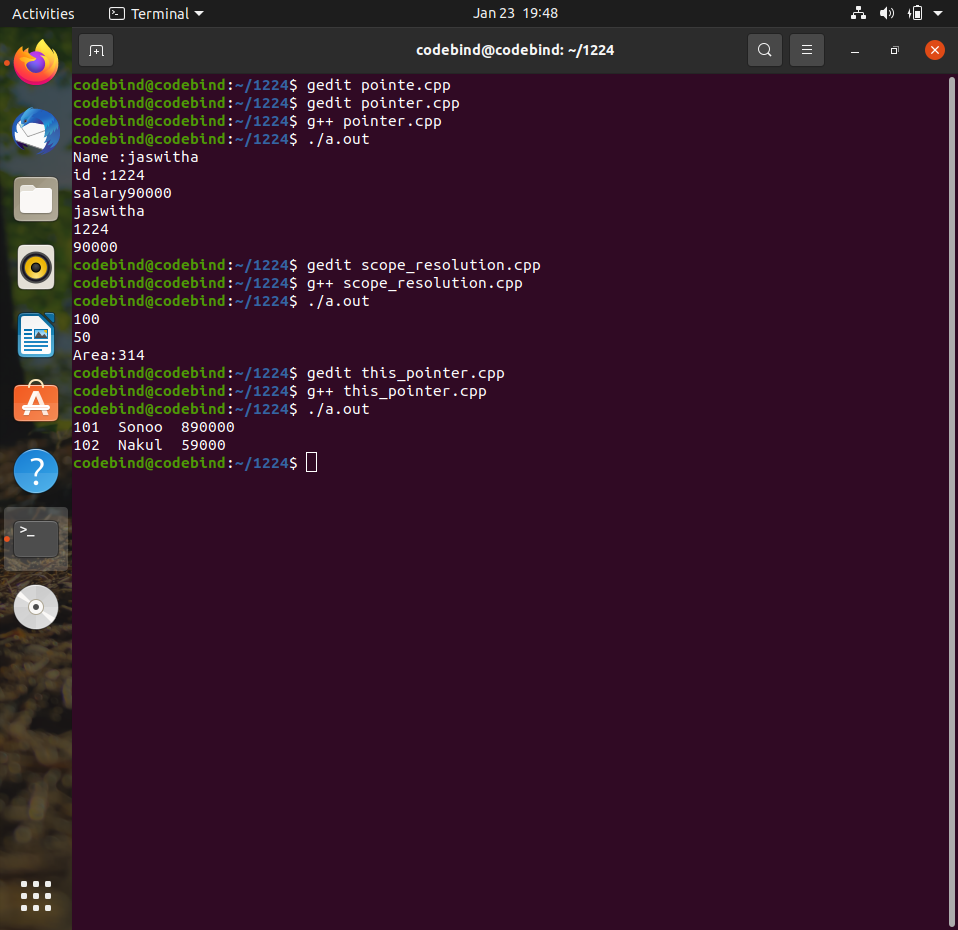 Activities Terminal Jan 23 19:48
codebind@codebind: ~/1224
codebind@codebind:~/1224$ gedit pointe.cpp
codebind@codebind:~/1224$ gedit pointer.cpp
codebind@codebind:~/1224$ g++ pointer.cpp
codebind@codebind:~/1224$ ./a.out
Name :jaswitha
id :1224
salary90000
jaswitha
1224
90000
codebind@codebind:~/1224$ gedit scope_resolution.cpp
codebind@codebind:~/1224$ g++ scope_resolution.cpp
codebind@codebind:~/1224$ ./a.out
100
50
Area:314
codebind@codebind:~/1224$ gedit this_pointer.cpp
codebind@codebind:~/1224$ g++ this_pointer.cpp
codebind@codebind:~/1224$ ./a.out
101  Sonoo  890000
102  Nakul  59000
codebind@codebind:~/1224$